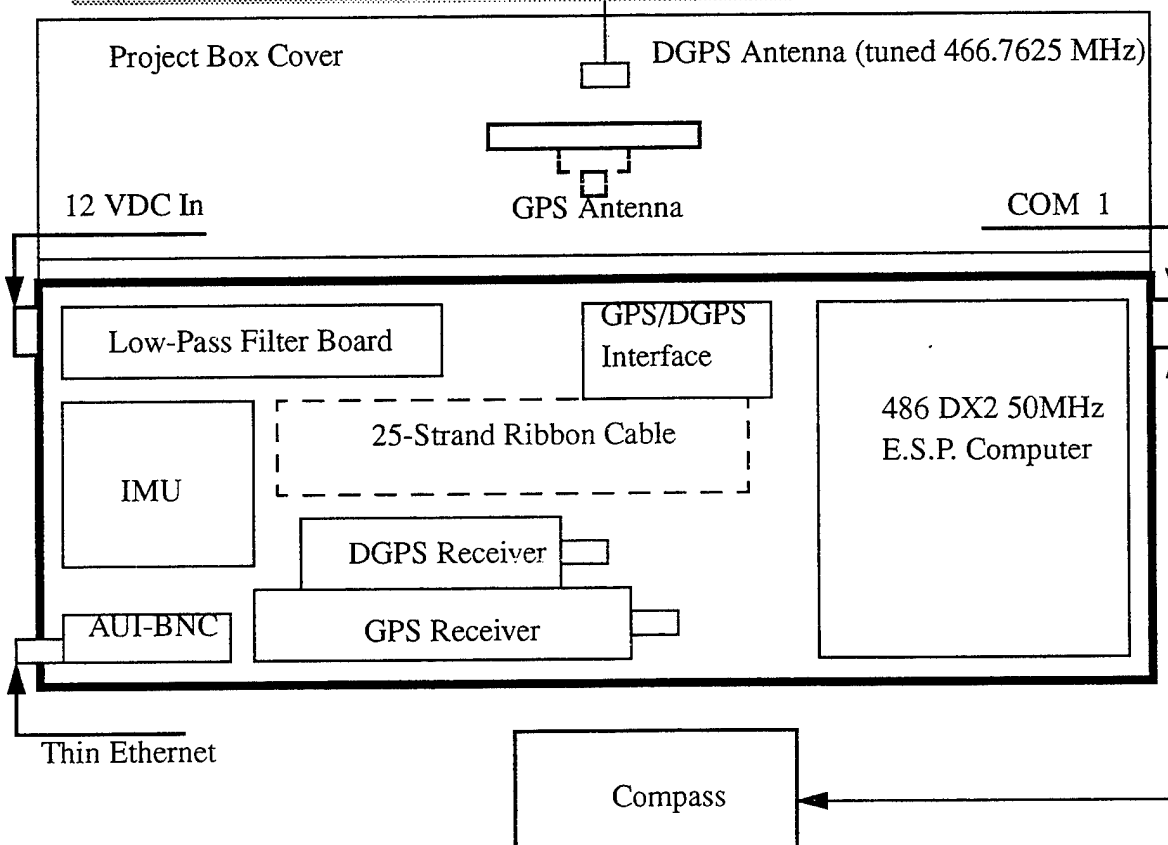 Project Box Cover
DGPS Antenna (tuned 466.7625 MHz)
12 VDC In
GPS Antenna
COM 1
Low-Pass Filter Board
GPS/DGPS
Interface
486 DX2 50MHz
E.S.P. Computer
25-Strand Ribbon Cable
IMU
DGPS Receiver
AUI-BNC
GPS Receiver
Thin Ethernet
Compass